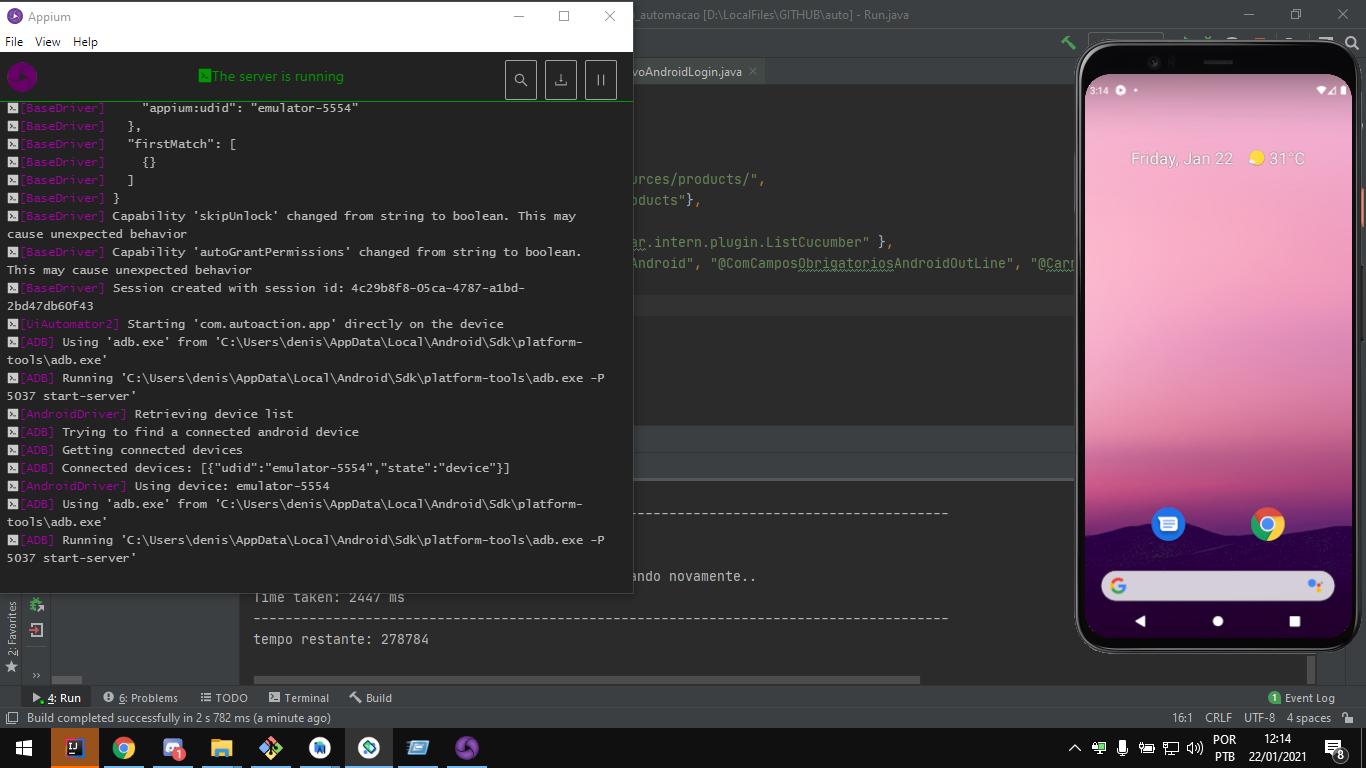 Appium
File View Help
The server is running
[BaseDriver] "appium:udid": "emulator-5554"
[BaseDriver] },
[BaseDriver] "firstMatch": [
[BaseDriver] {}
[BaseDriver] ]
[BaseDriver] }
[BaseDriver] Capability 'skipUnlock' changed from string to boolean. This may
cause unexpected behavior
[BaseDriver] Capability 'autoGrantPermissions' changed from string to boolean.
This may cause unexpected behavior
[BaseDriver] Session created with session id: 4c29b8f8-05ca-4787-a1bd-
2bd47db60f43
[UiAutomator2] Starting 'com.autoaction.app' directly on the device
[ADB] Using 'adb.exe' from 'C:\Users\denis\AppData\Local\Android\Sdk\platform-
tools\adb.exe'
[ADB] Running 'C:\Users\denis\AppData\Local\Android\Sdk\platform-tools\adb.exe -P
5037 start-server'
[AndroidDriver] Retrieving device list
[ADB] Trying to find a connected android device
[ADB] Getting connected devices
[ADB] Connected devices: [{"udid":"emulator-5554","state":"device"}]
[AndroidDriver] Using device: emulator-5554
[ADB] Using 'adb.exe' from 'C:\Users\denis\AppData\Local\Android\Sdk\platform-
tools\adb.exe'
[ADB] Running 'C:\Users\denis\AppData\Local\Android\Sdk\platform-tools\adb.exe -P
5037 start-server'
_automacao [D:\LocalFiles\GITHUB\auto] - Run.java
voAndroidLogin.java
urces/products/",
oducts"},
ar.intern.plugin.ListCucumber" },
Android", "@ComCamposObrigatoriosAndroidOutLine", "@Carr
ando novamente..
Time taken: 2447 ms
tempo restante: 278784
3:14
Friday, Jan 22 31°C
2: Favorites
4: Run 6: Problems TODO Terminal Build 1 Event Log
Build completed successfully in 2 s 782 ms (a minute ago) 16:1 CRLF UTF-8 4 spaces
POR
PTB
12:14
22/01/2021
1
8